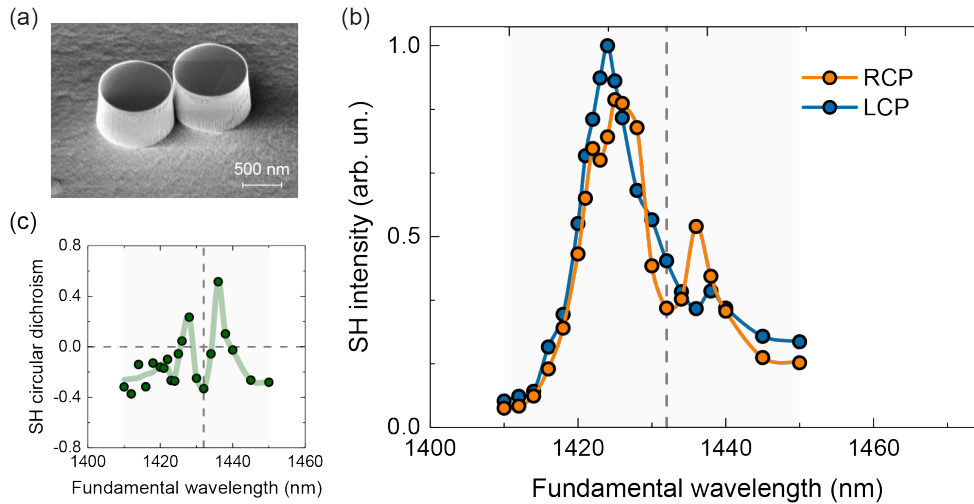 (a)
500 nm
(b)
SH intensity (arb. un.)
1.0
0.5
0.0
1400
1420
1440
1460
Fundamental wavelength (nm)
RCP
LCP
(c)
SH circular dichroism
0.8
0.4
0.0
-0.4
-0.8
1400
1420
1440
1460
Fundamental wavelength (nm)